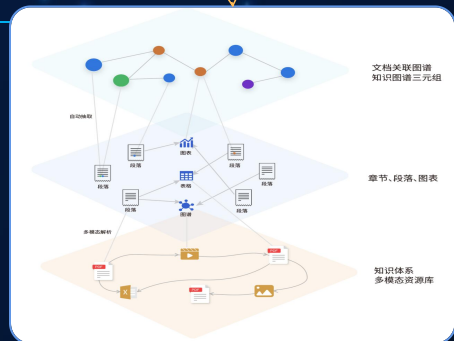 文档关联图谱
知识图谱三元组
自动抽取
图表
段落
段落
段落
表格
段落
章节、段落、图表
段落
段落
图谱
多模态解析
知识体系
多模态资源库